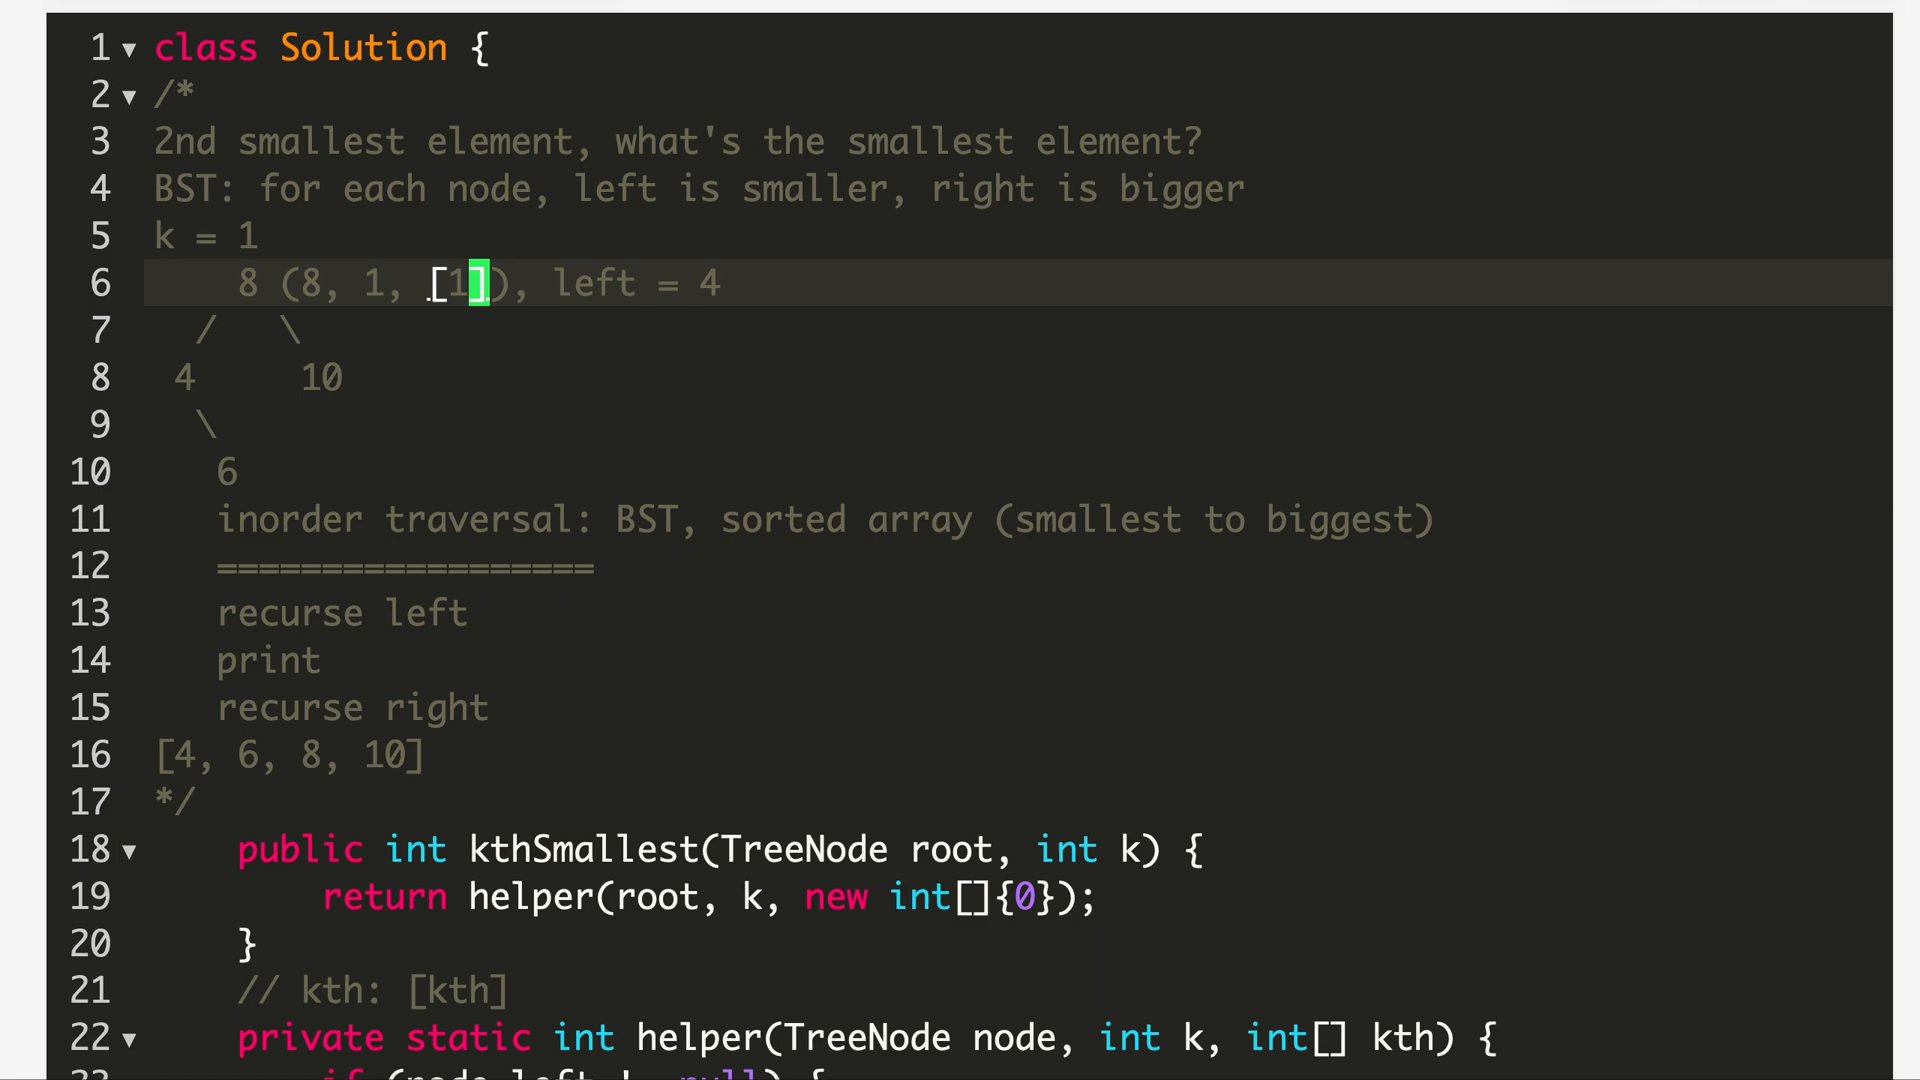 1 class Solution {
2 /*
3 2nd smallest element, what's the smallest element?
4 BST: for each node, left is smaller, right is bigger
5 k = 1
6     8 (8, 1, [1]), left = 4
7   /   \
8  4     10
9   \
10    6
11    inorder traversal: BST, sorted array (smallest to biggest)
12    ==================
13    recurse left
14    print
15    recurse right
16 [4, 6, 8, 10]
17 */
18     public int kthSmallest(TreeNode root, int k) {
19         return helper(root, k, new int[]{0});
20     }
21     // kth: [kth]
22     private static int helper(TreeNode node, int k, int[] kth) {